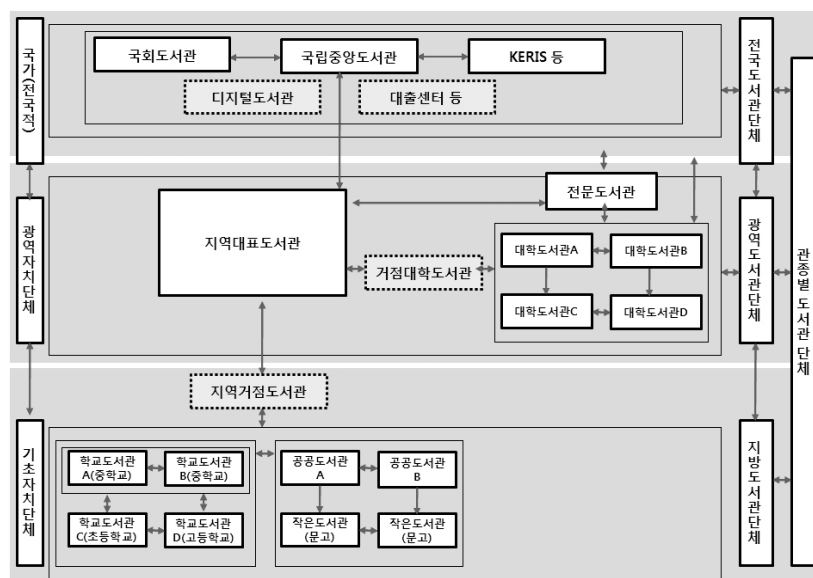 국가(전국적)
국회도서관
국립중앙도서관
KERIS 등
디지털도서관
대출센터 등
전국도서관단체
관종별 도서관 단체
광역자치단체
지역대표도서관
전문도서관
거점대학도서관
대학도서관A
대학도서관B
대학도서관C
대학도서관D
광역도서관단체
지역거점도서관
기초자치단체
학교도서관
A(중학교)
학교도서관
B(중학교)
학교도서관
C(초등학교)
학교도서관
D(고등학교)
공공도서관
A
공공도서관
B
작은도서관
(문고)
작은도서관
(문고)
지방도서관단체